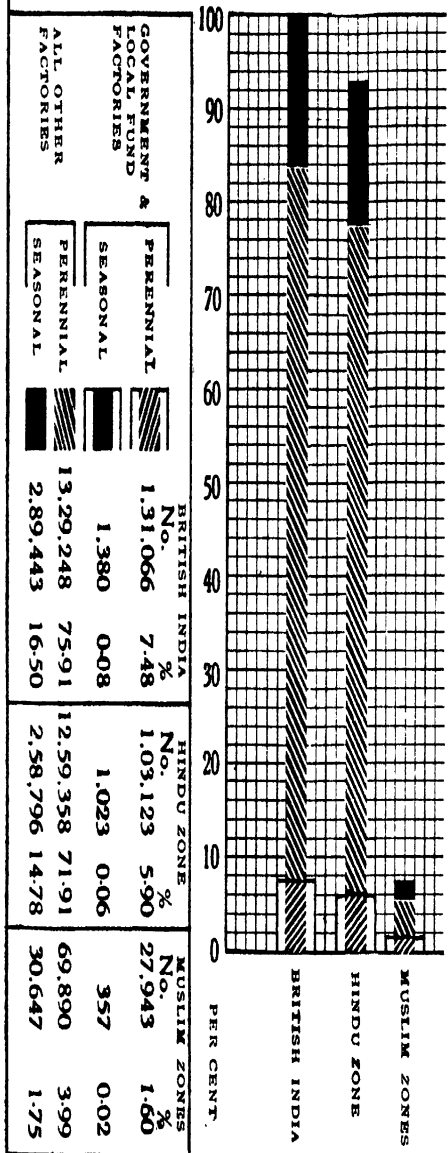 100
90
80
70
60
50
40
30
20
10
0
PER CENT.
BRITISH INDIA
HINDU ZONE
MUSLIM ZONES
BRITISH INDIA HINDU ZONE MUSLIM ZONES
No. % No. % No. %
GOVERNMENT & LOCAL FUND FACTORIES
PERENNIAL 1,31,066 7·48 1,03,123 5·90 27,943 1·60
SEASONAL 1,380 0·08 1,023 0·06 357 0·02
ALL OTHER FACTORIES
PERENNIAL 13,29,248 75·91 12,59,358 71·91 69,890 3·99
SEASONAL 2,89,443 16·50 2,58,796 14·78 30,647 1·75